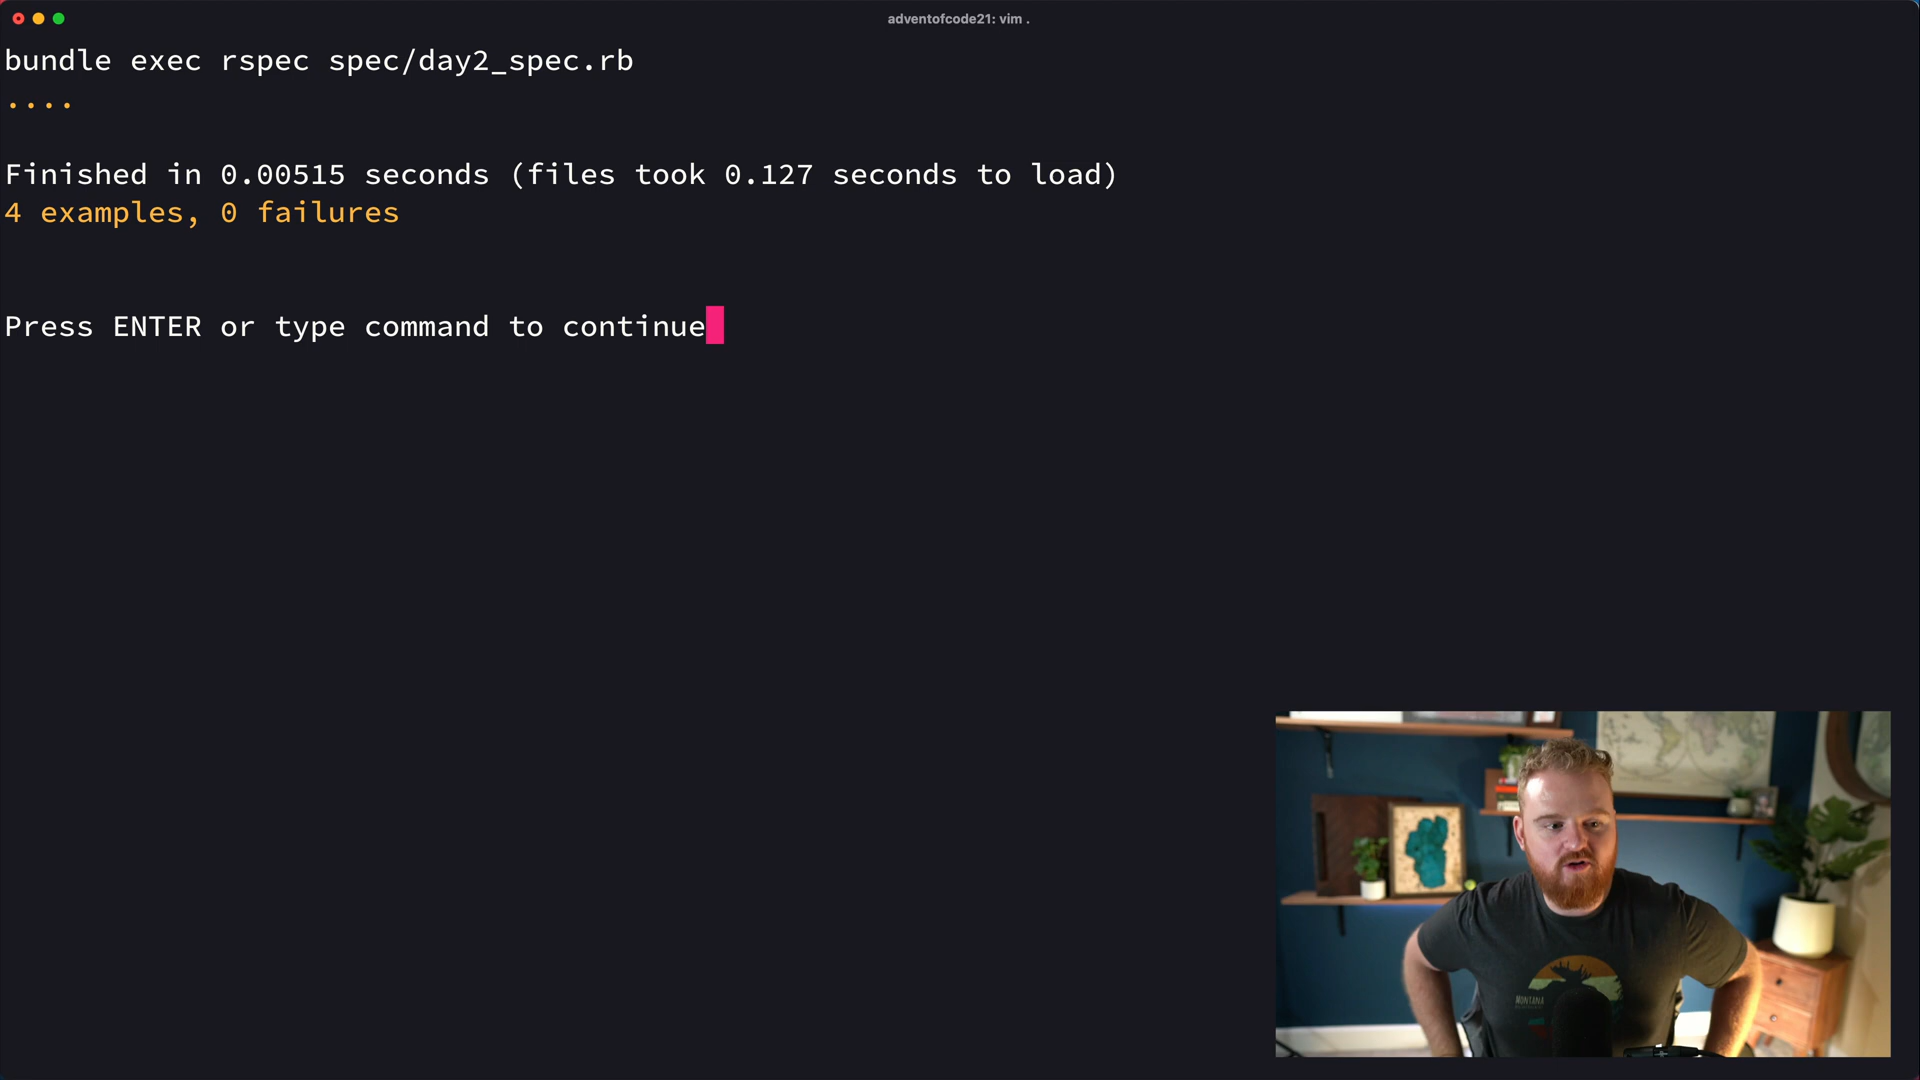 adventofcode21: vim .
bundle exec rspec spec/day2_spec.rb
....
Finished in 0.00515 seconds (files took 0.127 seconds to load)
4 examples, 0 failures
Press ENTER or type command to continue
MONTANA